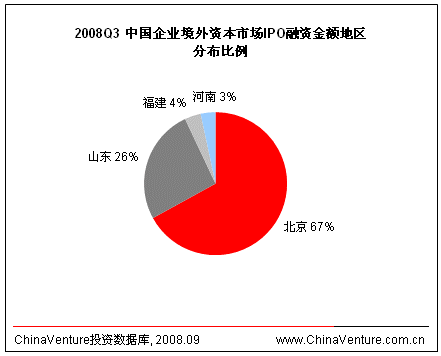 2008Q3 中国企业境外资本市场IPO融资金额地区
分布比例
河南 3%
福建 4%
山东 26%
北京 67%
ChinaVenture投资数据库, 2008.09
www.ChinaVenture.com.cn